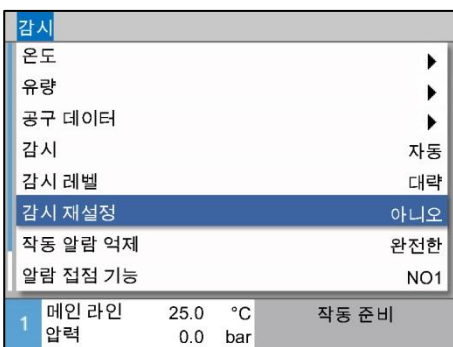 감시
온도
유량
공구 데이터
감시 자동
감시 레벨 대략
감시 재설정 아니오
작동 알람 억제 완전한
알람 접점 기능 NO1
1 메인 라인 25.0 °C 작동 준비
압력 0.0 bar